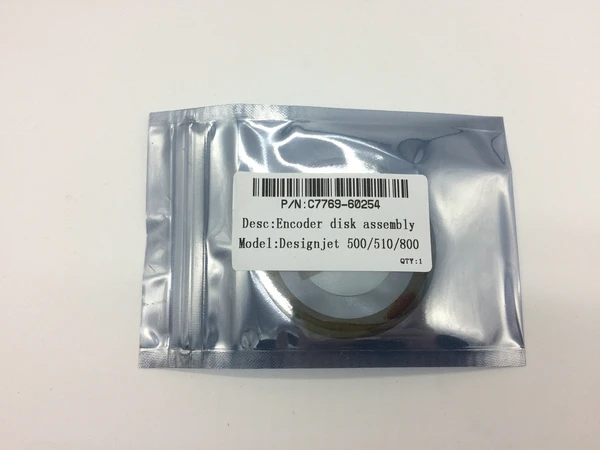 P/N:C7769-60254
Desc:Encoder disk assembly
Model:Designjet 500/510/800
QTY:1